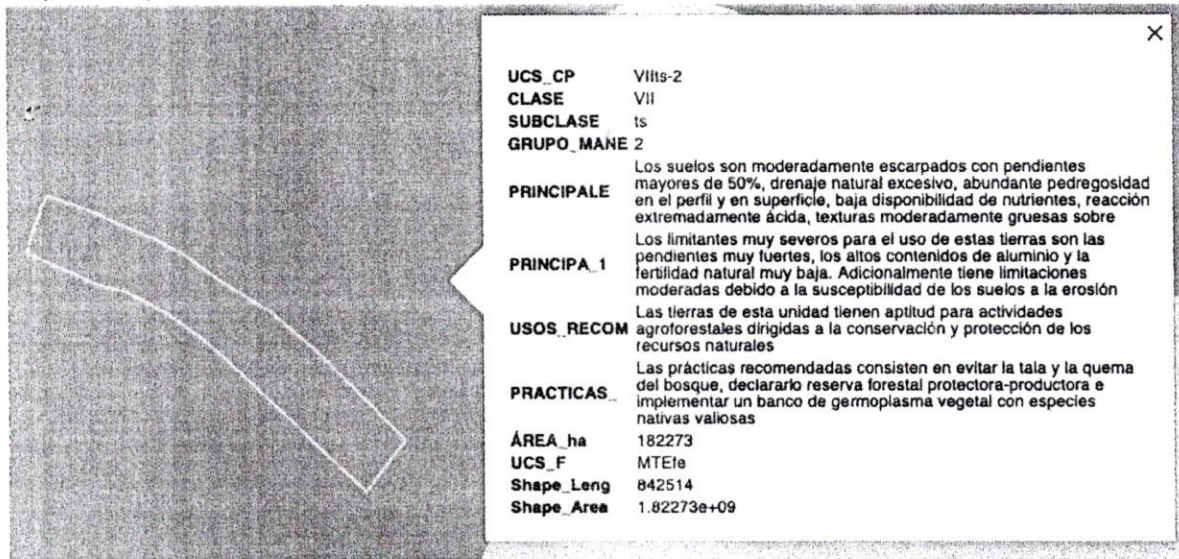 ×
UCS_CP VIIts-2
CLASE VII
SUBCLASE ts
GRUPO_MANE 2
PRINCIPALE Los suelos son moderadamente escarpados con pendientes
mayores de 50%, drenaje natural excesivo, abundante pedregosidad
en el perfil y en superficie, baja disponibilidad de nutrientes, reacción
extremadamente ácida, texturas moderadamente gruesas sobre
PRINCIPA_1 Los limitantes muy severos para el uso de estas tierras son las
pendientes muy fuertes, los altos contenidos de aluminio y la
fertilidad natural muy baja. Adicionalmente tiene limitaciones
moderadas debido a la susceptibilidad de los suelos a la erosión
USOS_RECOM Las tierras de esta unidad tienen aptitud para actividades
agroforestales dirigidas a la conservación y protección de los
recursos naturales
PRACTICAS_ Las prácticas recomendadas consisten en evitar la tala y la quema
del bosque, declararlo reserva forestal protectora-productora e
implementar un banco de germoplasma vegetal con especies
nativas valiosas
ÁREA_ha 182273
UCS_F MTEfe
Shape_Leng 842514
Shape_Area 1.82273e+09